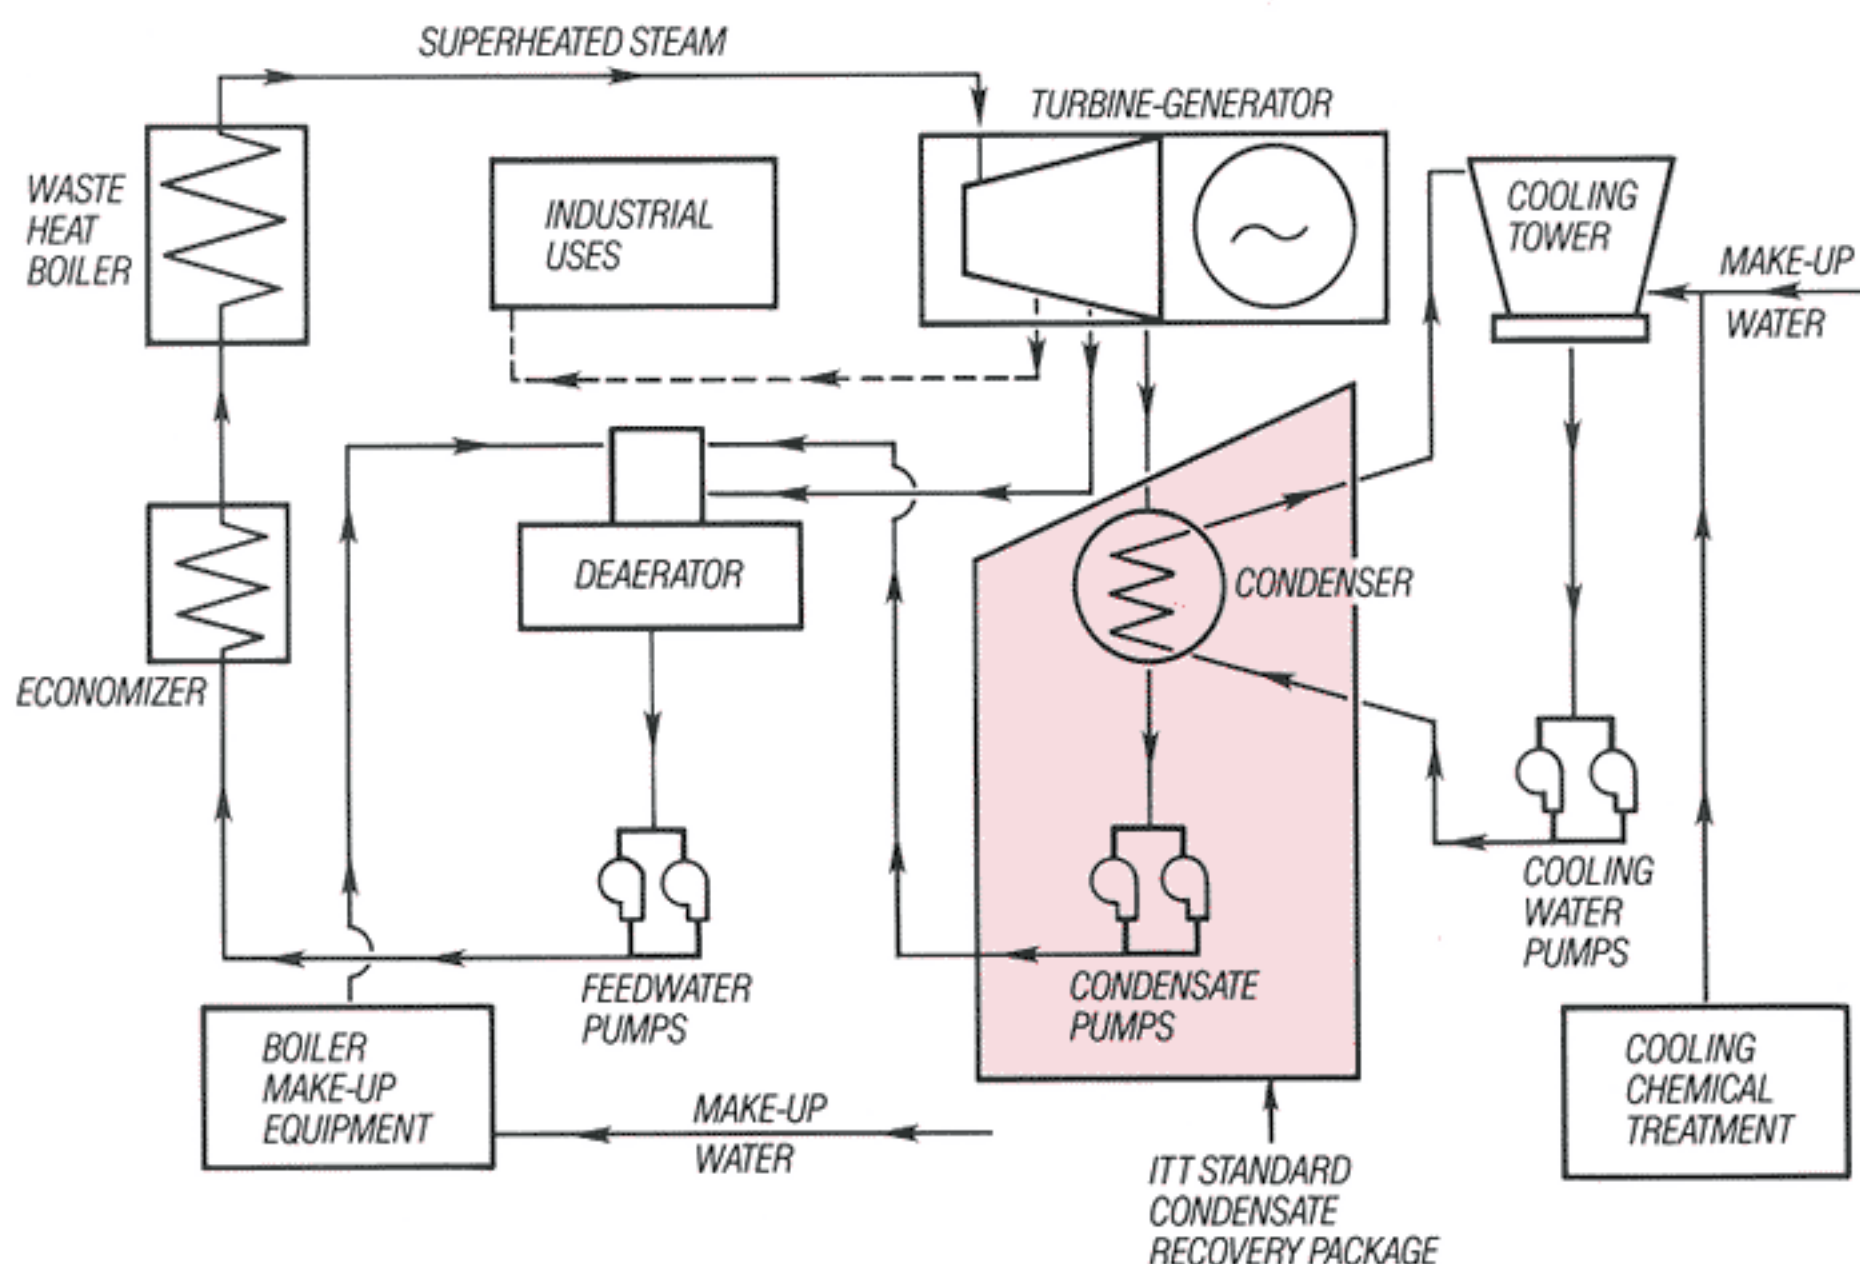 SUPERHEATED STEAM
TURBINE-GENERATOR
WASTE
HEAT
BOILER
INDUSTRIAL
USES
COOLING
TOWER
MAKE-UP
WATER
DEAERATOR
CONDENSER
ECONOMIZER
COOLING
WATER
PUMPS
FEEDWATER
PUMPS
CONDENSATE
PUMPS
BOILER
MAKE-UP
EQUIPMENT
MAKE-UP
WATER
COOLING
CHEMICAL
TREATMENT
ITT STANDARD
CONDENSATE
RECOVERY PACKAGE